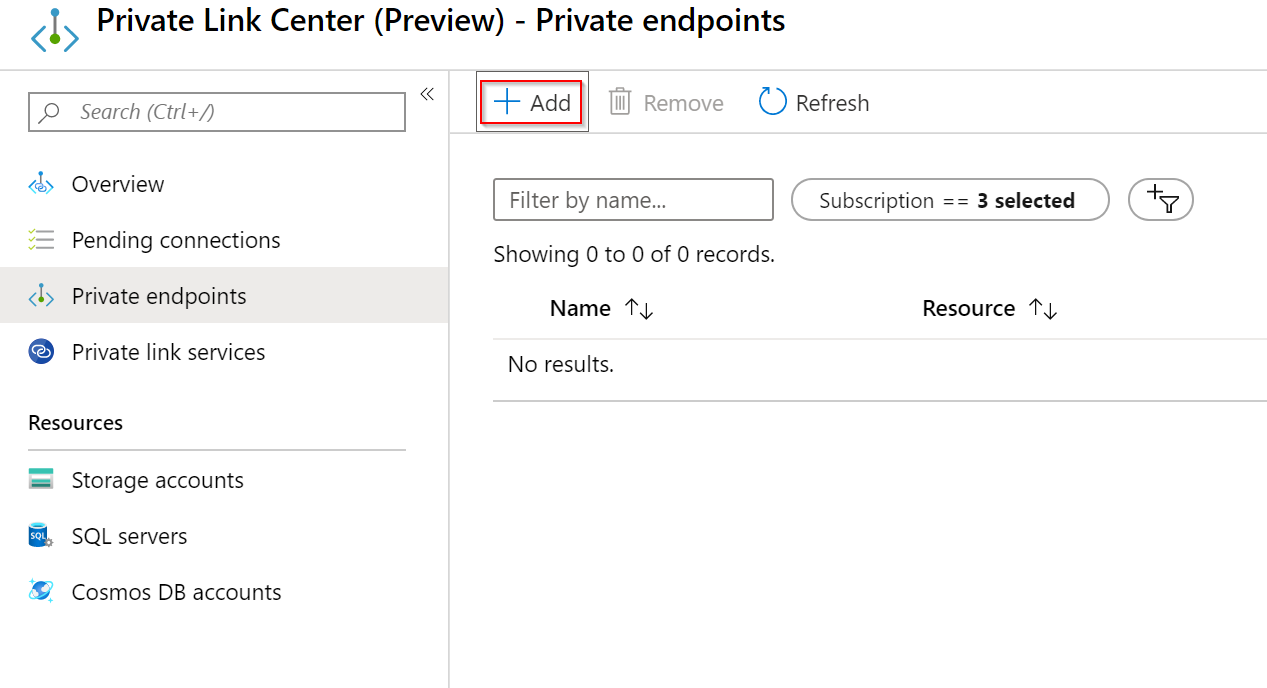 Private Link Center (Preview) - Private endpoints
Search (Ctrl+/)
Overview
Pending connections
Private endpoints
Private link services
Resources
Storage accounts
SQL
SQL servers
Cosmos DB accounts
Add
Remove
Refresh
Filter by name...
Subscription == 3 selected
Showing 0 to 0 of 0 records.
Name
Resource
No results.